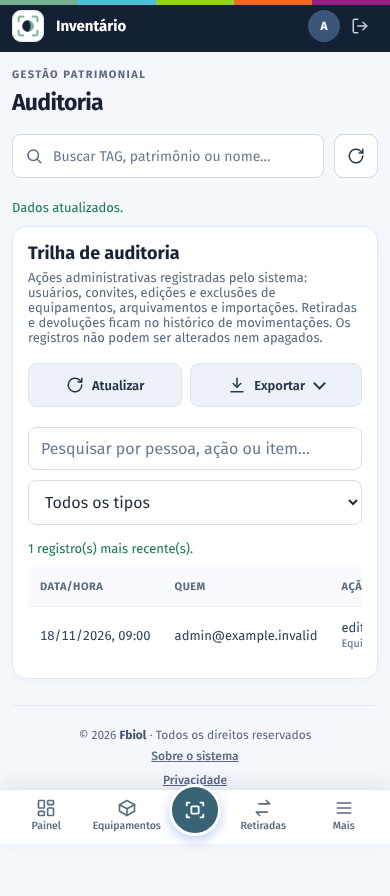 Inventário
A
GESTÃO PATRIMONIAL
Auditoria
Buscar TAG, patrimônio ou nome...
Dados atualizados.
Trilha de auditoria
Ações administrativas registradas pelo sistema:
usuários, convites, edições e exclusões de
equipamentos, arquivamentos e importações. Retiradas
e devoluções ficam no histórico de movimentações. Os
registros não podem ser alterados nem apagados.
Atualizar
Exportar
Pesquisar por pessoa, ação ou item...
Todos os tipos
1 registro(s) mais recente(s).
DATA/HORA QUEM AÇÃ
18/11/2026, 09:00 admin@example.invalid edit
Equi
© 2026 Fbiol · Todos os direitos reservados
Sobre o sistema
Privacidade
Painel Equipamentos Retiradas Mais